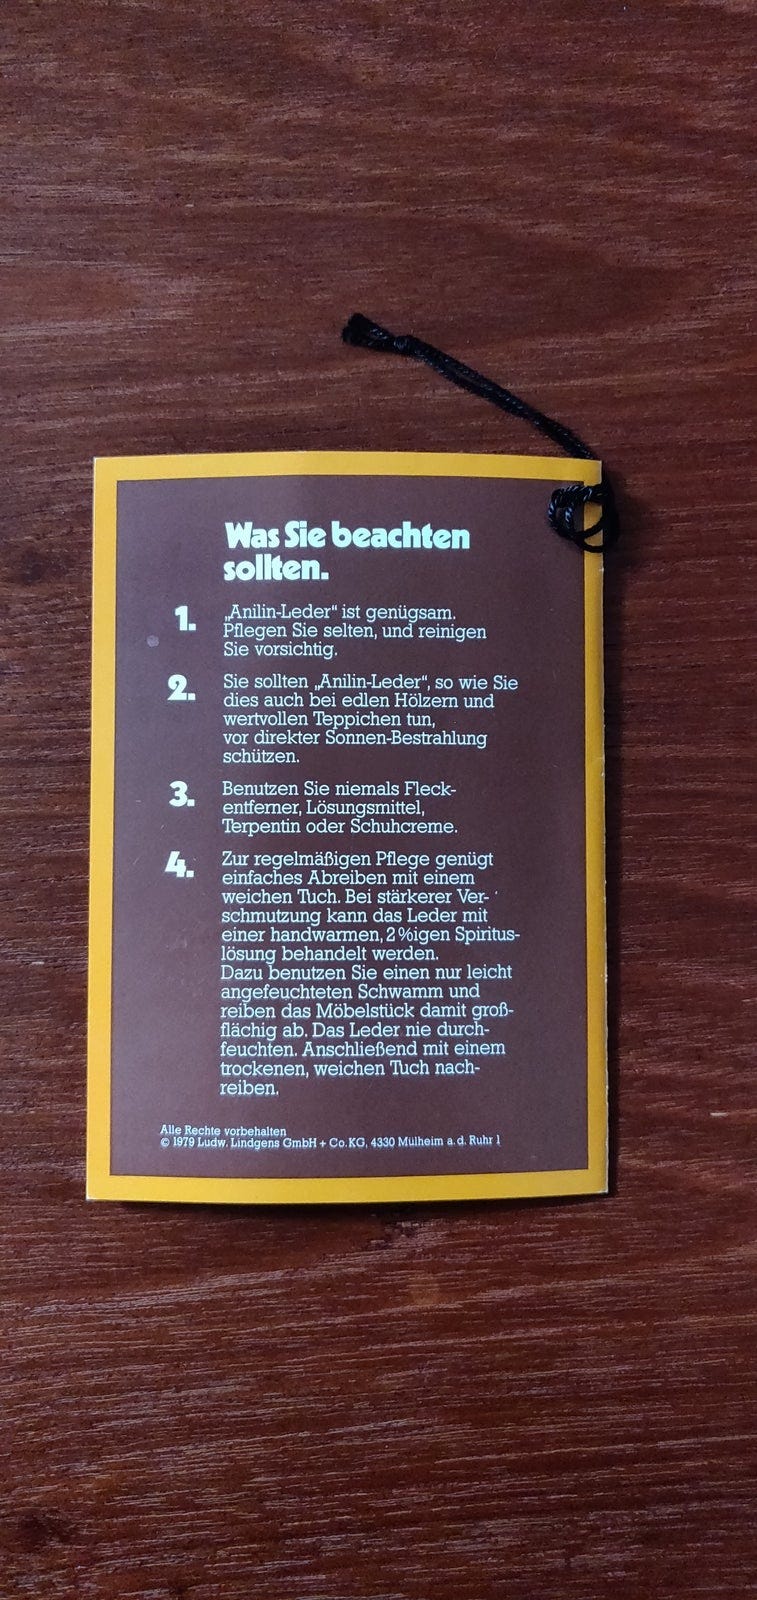 Was Sie beachten
sollten.
1. „Anilin-Leder“ ist genügsam.
Pflegen Sie selten, und reinigen
Sie vorsichtig.
2. Sie sollten „Anilin-Leder“, so wie Sie
dies auch bei edlen Hölzern und
wertvollen Teppichen tun,
vor direkter Sonnen-Bestrahlung
schützen.
3. Benutzen Sie niemals Fleck-
entferner, Lösungsmittel,
Terpentin oder Schuhcreme.
4. Zur regelmäßigen Pflege genügt
einfaches Abreiben mit einem
weichen Tuch. Bei stärkerer Ver-
schmutzung kann das Leder mit
einer handwarmen, 2%igen Spiritus-
lösung behandelt werden.
Dazu benutzen Sie einen nur leicht
angefeuchteten Schwamm und
reiben das Möbelstück damit groß-
flächig ab. Das Leder nie durch-
feuchten. Anschließend mit einem
trockenen, weichen Tuch nach-
reiben.
Alle Rechte vorbehalten
© 1979 Ludw. Lindgens GmbH + Co. KG, 4330 Mülheim a. d. Ruhr 1